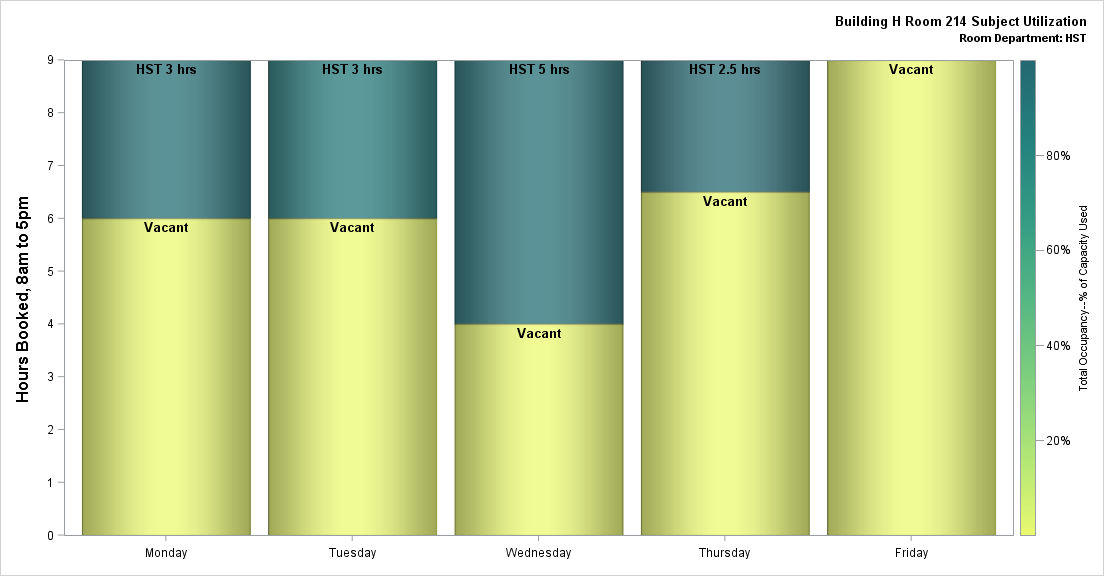 Building H Room 214 Subject Utilization
Room Department: HST
Hours Booked, 8am to 5pm
9
8
7
6
5
4
3
2
1
0
HST 3 hrs
Vacant
HST 3 hrs
Vacant
HST 5 hrs
Vacant
HST 2.5 hrs
Vacant
Vacant
Monday
Tuesday
Wednesday
Thursday
Friday
80%
60%
40%
20%
Total Occupancy--% of Capacity Used